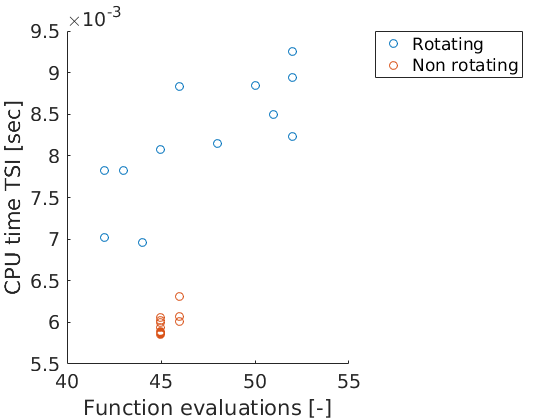 ×10^-3
9.5
9
8.5
8
7.5
7
6.5
6
5.5
CPU time TSI [sec]
40 45 50 55
Function evaluations [-]
Rotating
Non rotating